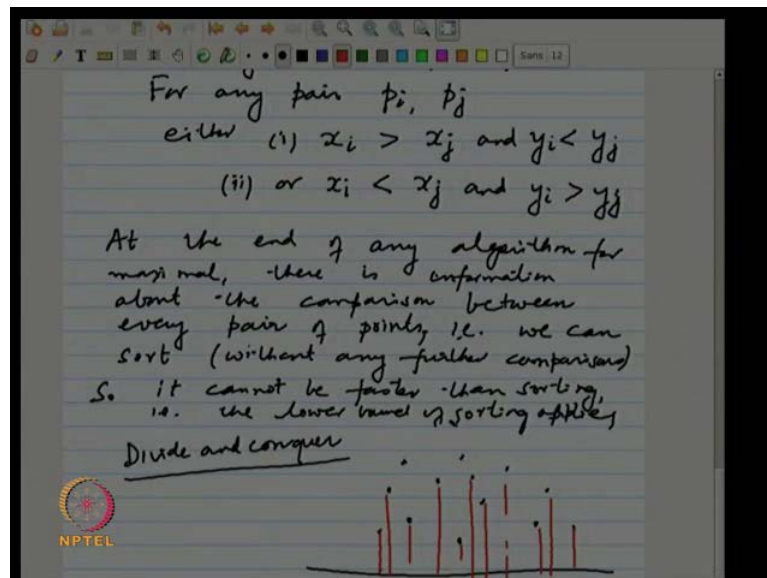 Sans 12
For any pair pi, pj
either (i) xi > xj and yi < yj
(ii) or xi < xj and yi > yj
At the end of any algorithm for
maximal, there is information
about the comparison between
every pair of points, i.e. we can
sort (without any further comparisons)
So it cannot be faster than sorting,
i.e. the lower bound of sorting applies
Divide and conquer
NPTEL